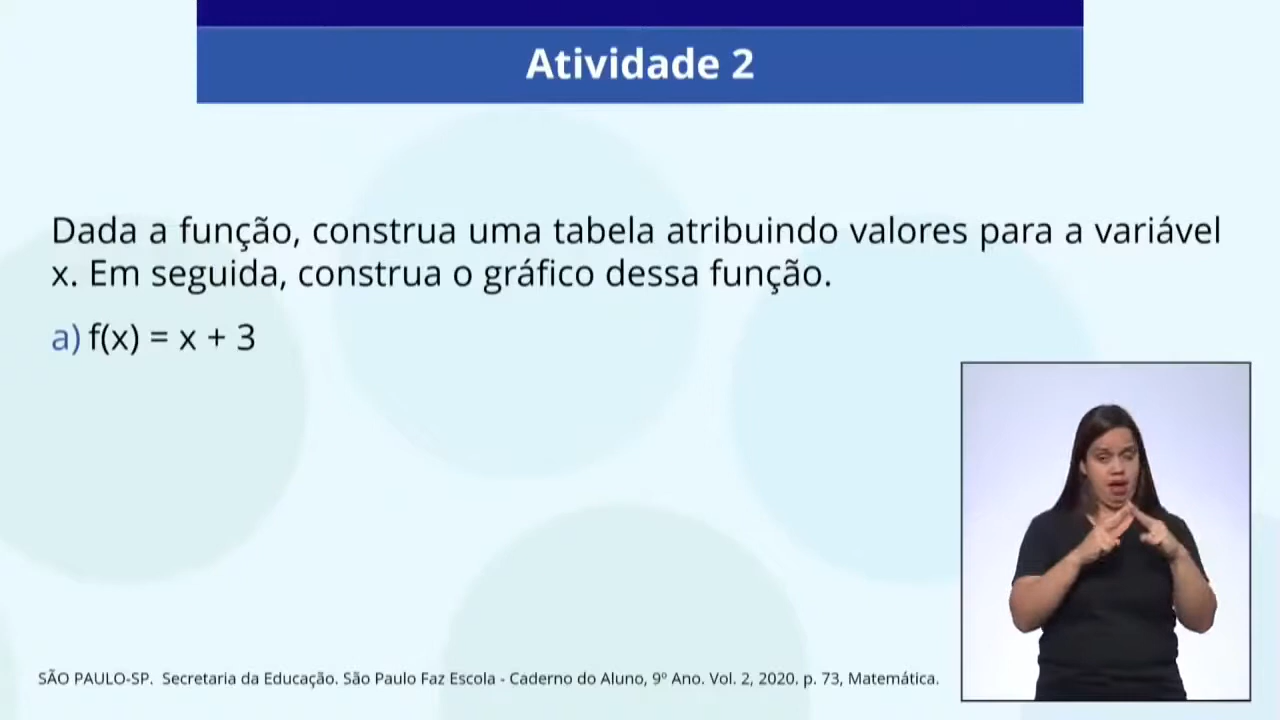 Atividade 2
Dada a função, construa uma tabela atribuindo valores para a variável
x. Em seguida, construa o gráfico dessa função.
a) f(x) = x + 3
SÃO PAULO-SP.  Secretaria da Educação. São Paulo Faz Escola - Caderno do Aluno, 9º Ano. Vol. 2, 2020. p. 73, Matemática.